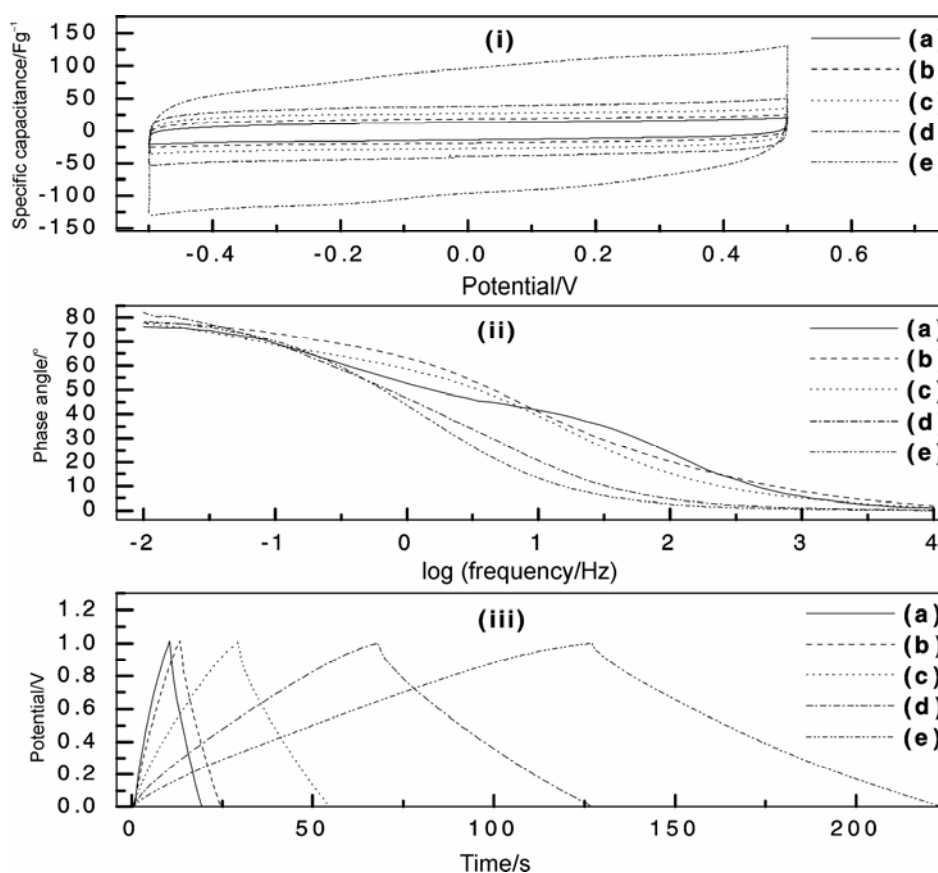 (i)
Specific capacitance/Fg⁻¹
150
100
50
0
-50
-100
-150
(a
(b
(c
(d
(e
-0.4 -0.2 0.0 0.2 0.4 0.6
Potential/V
(ii)
Phase angle/°
80
70
60
50
40
30
20
10
0
(a)
(b
(c)
(d
(e)
-2 -1 0 1 2 3 4
log (frequency/Hz)
(iii)
Potential/V
1.2
1.0
0.8
0.6
0.4
0.2
0.0
(a)
(b)
(c)
(d)
(e)
0 50 100 150 200
Time/s